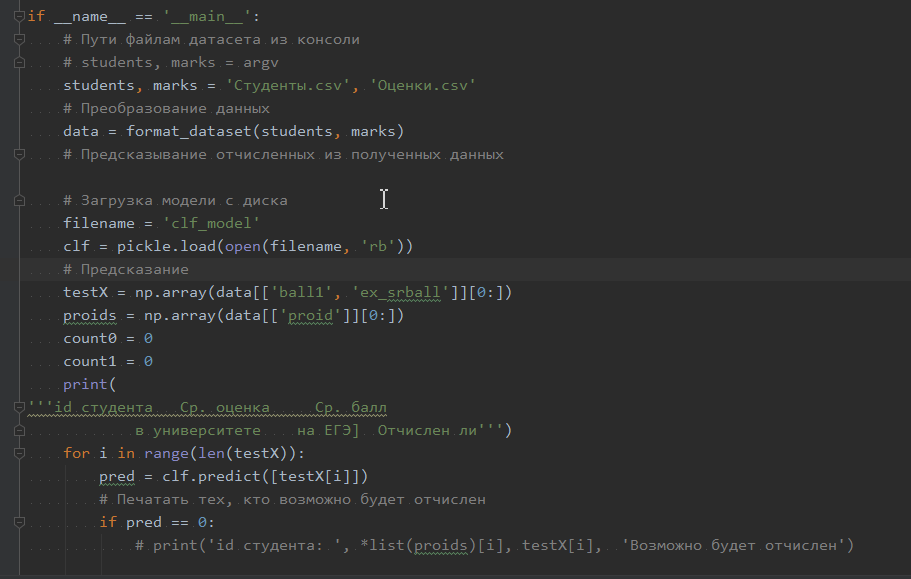 if __name__ == '__main__':
    # Пути файлам датасета из консоли
    # students, marks = argv
    students, marks = 'Студенты.csv', 'Оценки.csv'
    # Преобразование данных
    data = format_dataset(students, marks)
    # Предсказывание отчисленных из полученных данных

    # Загрузка модели с диска
    filename = 'clf_model'
    clf = pickle.load(open(filename, 'rb'))
    # Предсказание
    testX = np.array(data[['ball1', 'ex_srball']][0:])
    proids = np.array(data[['proid']][0:])
    count0 = 0
    count1 = 0
    print(
'''id студента   Ср. оценка     Ср. балл
            в университете    на ЕГЭ]  Отчислен ли''')
    for i in range(len(testX)):
        pred = clf.predict([testX[i]])
        # Печатать тех, кто возможно будет отчислен
        if pred == 0:
            # print('id студента: ', *list(proids)[i], testX[i],  'Возможно будет отчислен')